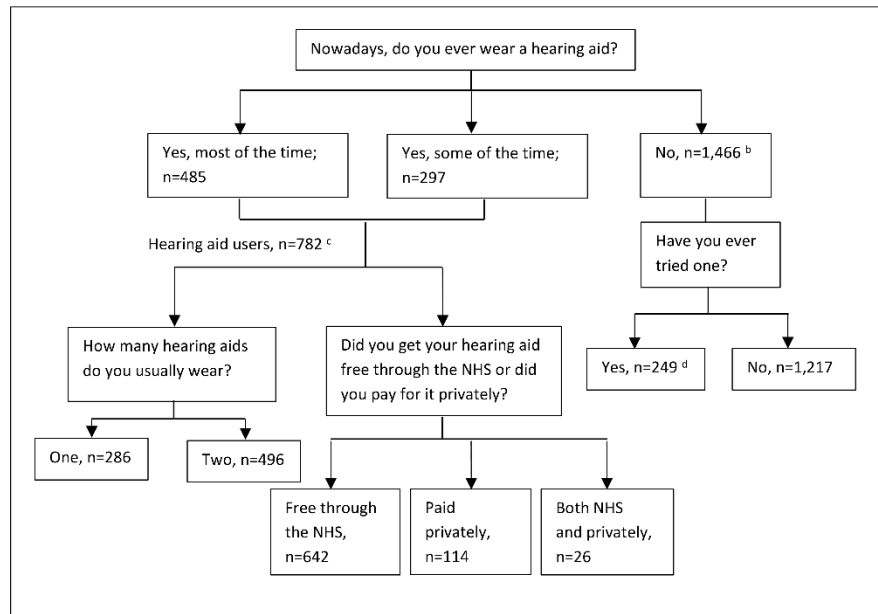 Nowadays, do you ever wear a hearing aid?
Yes, most of the time;
n=485
Yes, some of the time;
n=297
No, n=1,466 b
Hearing aid users, n=782 c
Have you ever
tried one?
How many hearing aids
do you usually wear?
Did you get your hearing aid
free through the NHS or did
you pay for it privately?
Yes, n=249 d
No, n=1,217
One, n=286
Two, n=496
Free through
the NHS,
n=642
Paid
privately,
n=114
Both NHS
and privately,
n=26